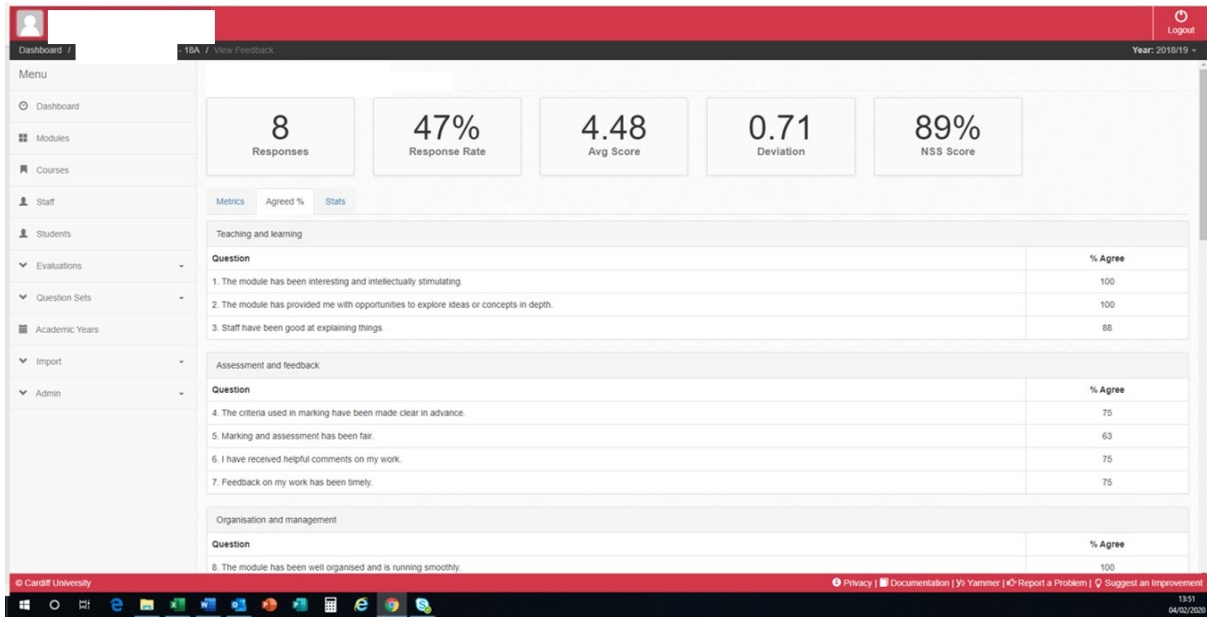 Logout
Dashboard / - 18A / View Feedback Year: 2018/19
Menu
Dashboard
Modules
Courses
Staff
Students
Evaluations
Question Sets
Academic Years
Import
Admin
8 47% 4.48 0.71 89%
Responses Response Rate Avg Score Deviation NSS Score
Metrics Agreed % Stats
Teaching and learning
Question % Agree
1. The module has been interesting and intellectually stimulating. 100
2. The module has provided me with opportunities to explore ideas or concepts in depth. 100
3. Staff have been good at explaining things. 88
Assessment and feedback
Question % Agree
4. The criteria used in marking have been made clear in advance. 75
5. Marking and assessment has been fair. 63
6. I have received helpful comments on my work. 75
7. Feedback on my work has been timely. 75
Organisation and management
Question % Agree
8. The module has been well organised and is running smoothly. 100
© Cardiff University Privacy | Documentation | Yammer | Report a Problem | Suggest an Improvement
13:51
04/02/2020